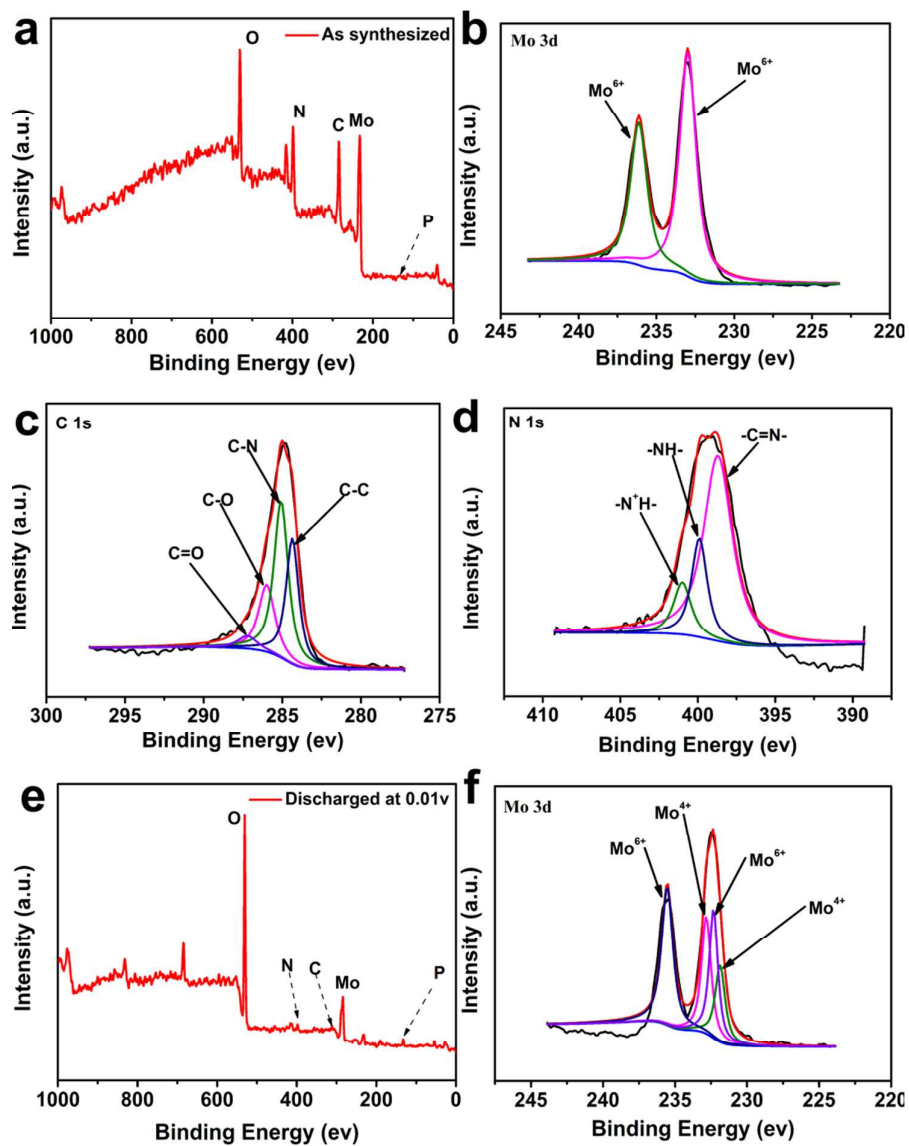 a
As synthesized
O
N
C
Mo
P
Intensity (a.u.)
1000 800 600 400 200 0
Binding Energy (ev)
b
Mo 3d
Mo⁶⁺
Mo⁶⁺
Intensity (a.u.)
245 240 235 230 225 220
Binding Energy (ev)
c
C 1s
C-N
C-O
C-C
C=O
Intensity (a.u.)
300 295 290 285 280 275
Binding Energy (ev)
d
N 1s
-NH-
-C=N-
-N⁺H-
Intensity (a.u.)
410 405 400 395 390
Binding Energy (ev)
e
Discharged at 0.01v
O
N
C
Mo
P
Intensity (a.u.)
1000 800 600 400 200 0
Binding Energy (ev)
f
Mo 3d
Mo⁴⁺
Mo⁶⁺
Mo⁶⁺
Mo⁴⁺
Intensity (a.u.)
245 240 235 230 225 220
Binding Energy (ev)